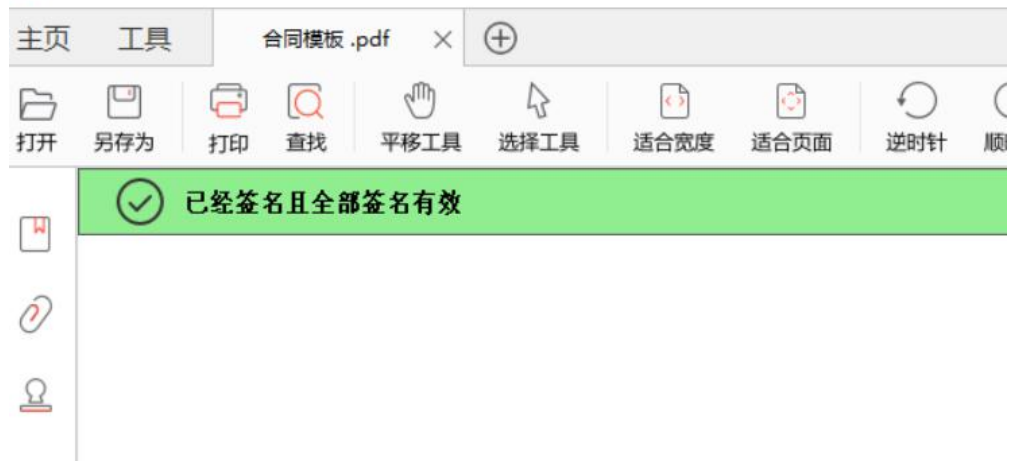 主页 工具 合同模板 .pdf
打开 另存为 打印 查找 平移工具 选择工具 适合宽度 适合页面 逆时针
已经签名且全部签名有效